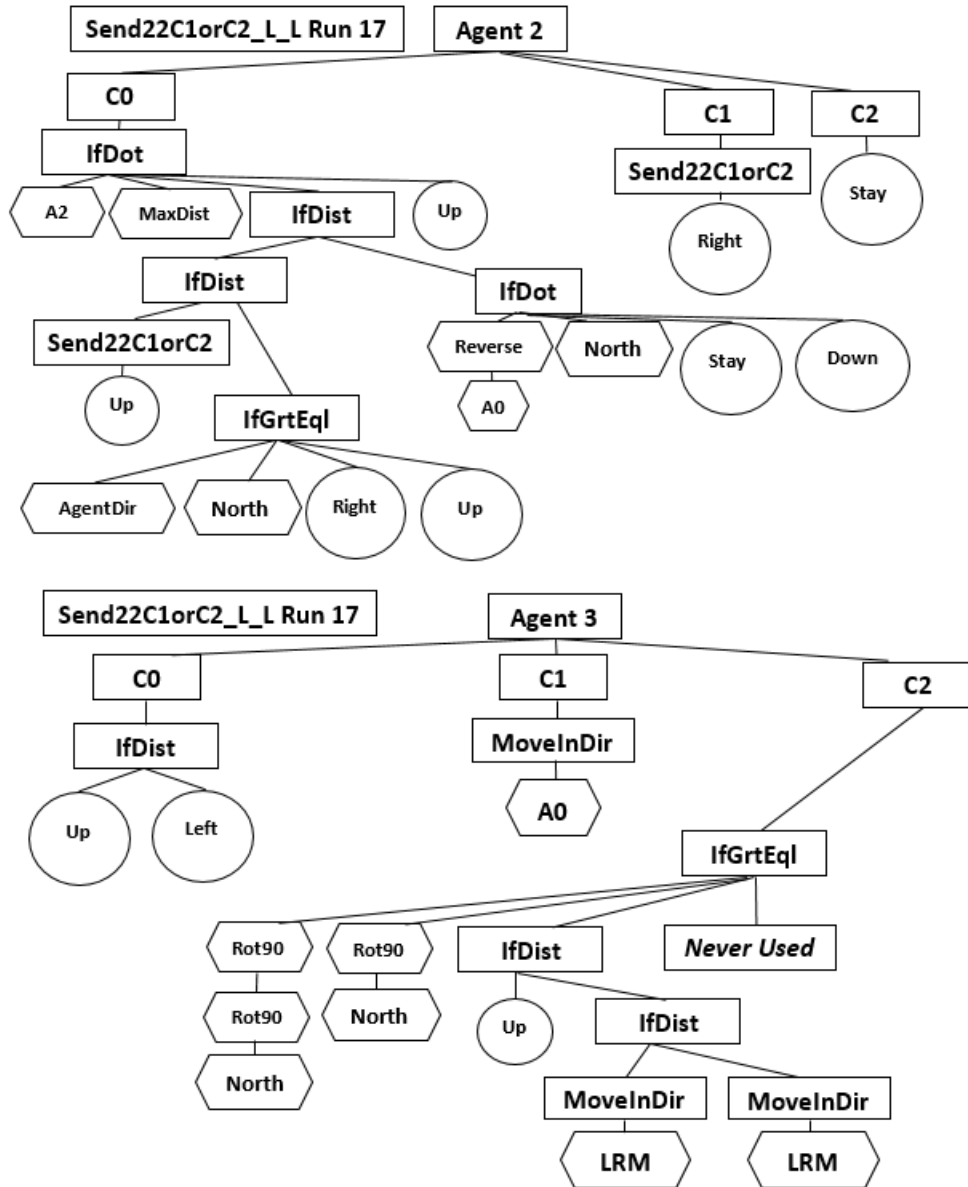 Send22C1orC2_L_L Run 17
Agent 2
C0
C1
C2
IfDot
Send22C1orC2
Stay
A2
MaxDist
IfDist
Up
Right
IfDist
IfDot
Send22C1orC2
Reverse
North
Stay
Down
Up
A0
IfGrtEql
AgentDir
North
Right
Up
Send22C1orC2_L_L Run 17
Agent 3
C0
C1
C2
IfDist
MoveInDir
Up
Left
A0
IfGrtEql
Rot90
Rot90
IfDist
Never Used
Rot90
North
Up
IfDist
North
MoveInDir
MoveInDir
LRM
LRM